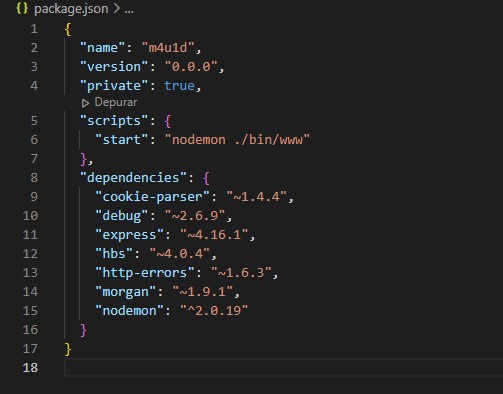 package.json > ...
1 {
2 "name": "m4u1d",
3 "version": "0.0.0",
4 "private": true,
Depurar
5 "scripts": {
6 "start": "nodemon ./bin/www"
7 },
8 "dependencies": {
9 "cookie-parser": "~1.4.4",
10 "debug": "~2.6.9",
11 "express": "~4.16.1",
12 "hbs": "~4.0.4",
13 "http-errors": "~1.6.3",
14 "morgan": "~1.9.1",
15 "nodemon": "^2.0.19"
16 }
17 }
18